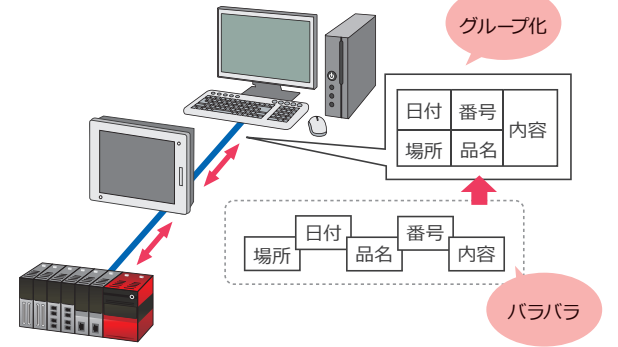 グループ化
日付 番号 内容
場所 品名
場所 日付 品名 番号 内容
バラバラ